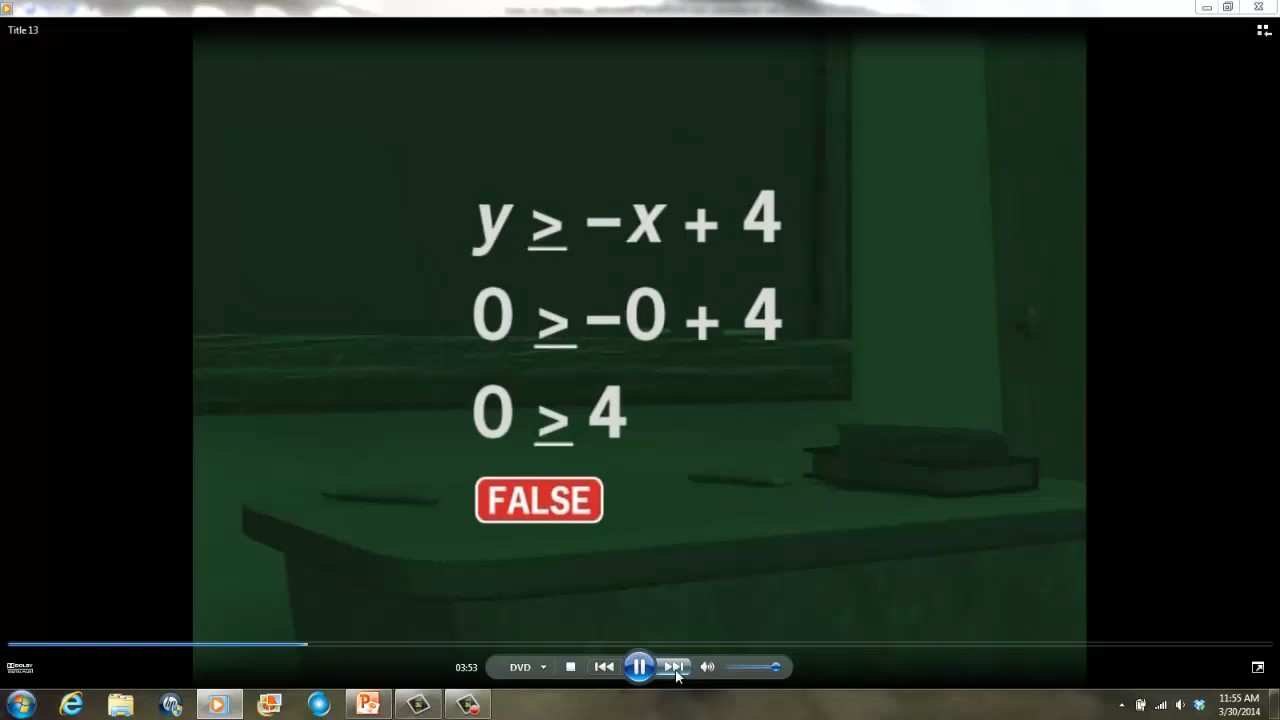 Title 13
y ≥ −x + 4
0 ≥ −0 + 4
0 ≥ 4
FALSE
03:53
DVD
11:55 AM
3/30/2014